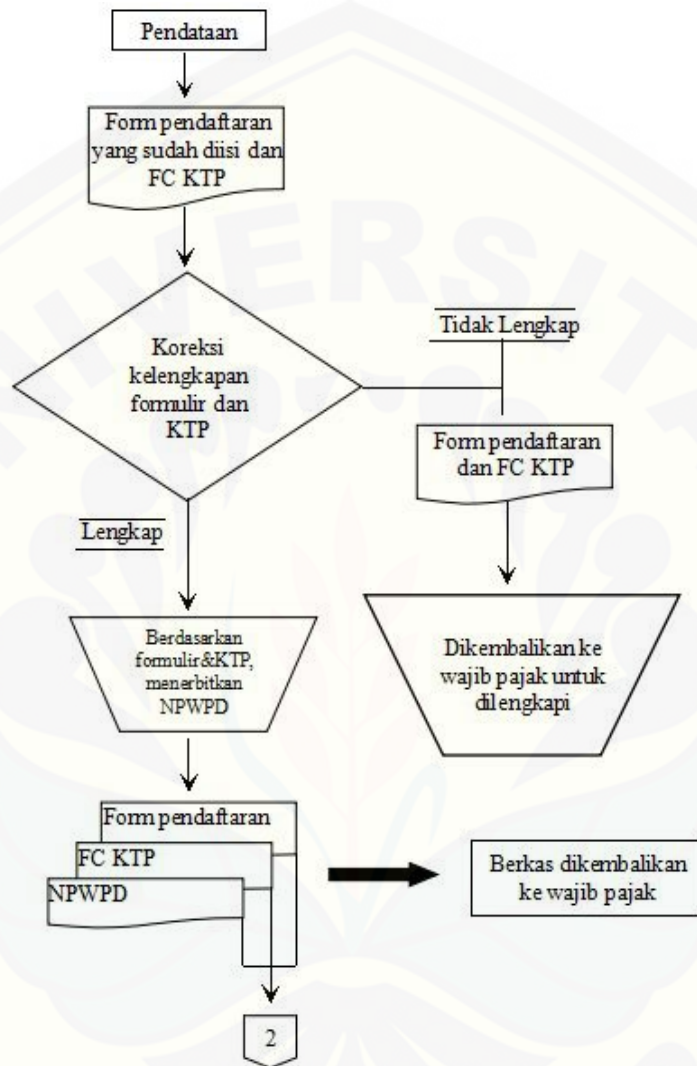 Pendataan
Form pendaftaran
yang sudah diisi dan
FC KTP
Koreksi
kelengkapan
formulir dan
KTP
Tidak Lengkap
Form pendaftaran
dan FC KTP
Lengkap
Berdasarkan
formulir&KTP,
menerbitkan
NPWPD
Dikembalikan ke
wajib pajak untuk
dilengkapi
Form pendaftaran
FC KTP
NPWPD
Berkas dikembalikan
ke wajib pajak
2